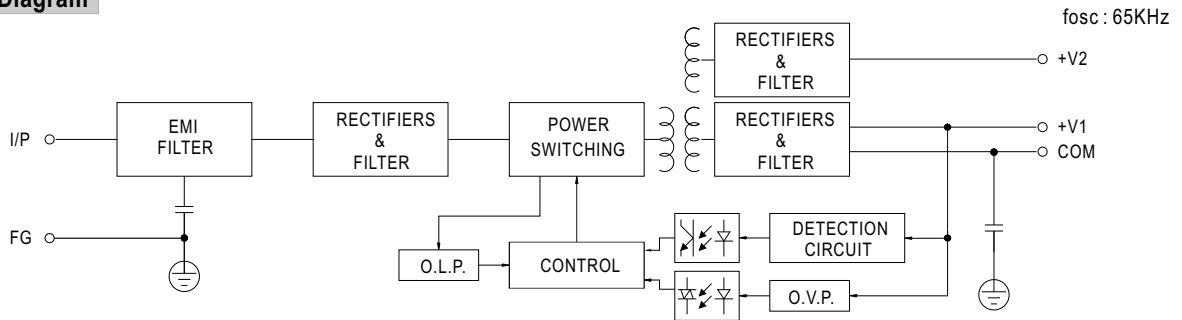 Diagram
fosc : 65KHz
RECTIFIERS
&
FILTER
+V2
I/P
EMI
FILTER
RECTIFIERS
&
FILTER
POWER
SWITCHING
RECTIFIERS
&
FILTER
+V1
COM
FG
O.L.P.
CONTROL
DETECTION
CIRCUIT
O.V.P.